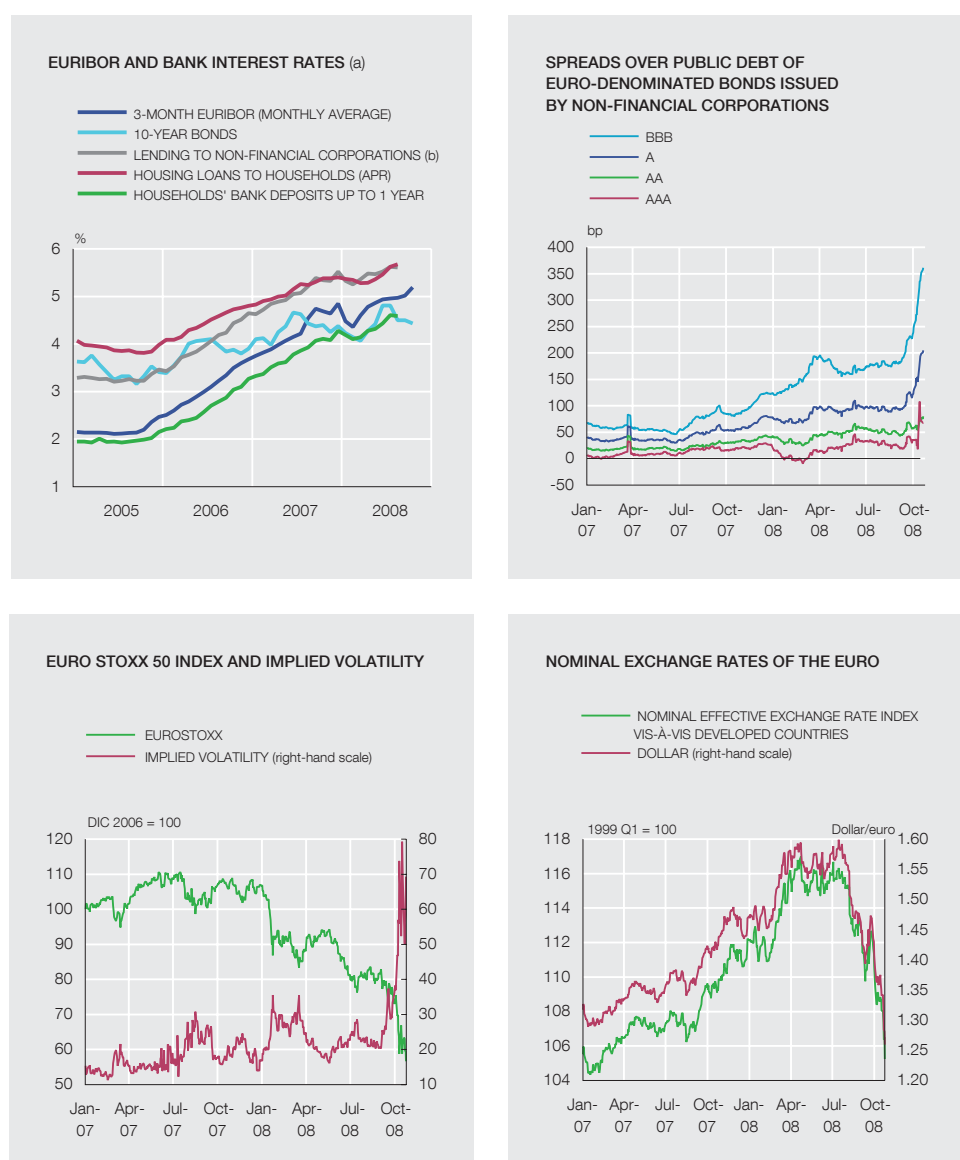 EURIBOR AND BANK INTEREST RATES (a)
3-MONTH EURIBOR (MONTHLY AVERAGE)
10-YEAR BONDS
LENDING TO NON-FINANCIAL CORPORATIONS (b)
HOUSING LOANS TO HOUSEHOLDS (APR)
HOUSEHOLDS' BANK DEPOSITS UP TO 1 YEAR
%
6
5
4
3
2
1
2005 2006 2007 2008
SPREADS OVER PUBLIC DEBT OF
EURO-DENOMINATED BONDS ISSUED
BY NON-FINANCIAL CORPORATIONS
BBB
A
AA
AAA
bp
400
350
300
250
200
150
100
50
0
-50
Jan- Apr- Jul- Oct- Jan- Apr- Jul- Oct-
07 07 07 07 08 08 08 08
EURO STOXX 50 INDEX AND IMPLIED VOLATILITY
EUROSTOXX
IMPLIED VOLATILITY (right-hand scale)
DIC 2006 = 100
120 80
110 70
100 60
90 50
80 40
70 30
60 20
50 10
Jan- Apr- Jul- Oct- Jan- Apr- Jul- Oct-
07 07 07 07 08 08 08 08
NOMINAL EXCHANGE RATES OF THE EURO
NOMINAL EFFECTIVE EXCHANGE RATE INDEX
VIS-À-VIS DEVELOPED COUNTRIES
DOLLAR (right-hand scale)
1999 Q1 = 100 Dollar/euro
118 1.60
116 1.55
114 1.50
112 1.45
110 1.40
108 1.35
106 1.30
104 1.25
1.20
Jan- Apr- Jul- Oct- Jan- Apr- Jul- Oct-
07 07 07 07 08 08 08 08